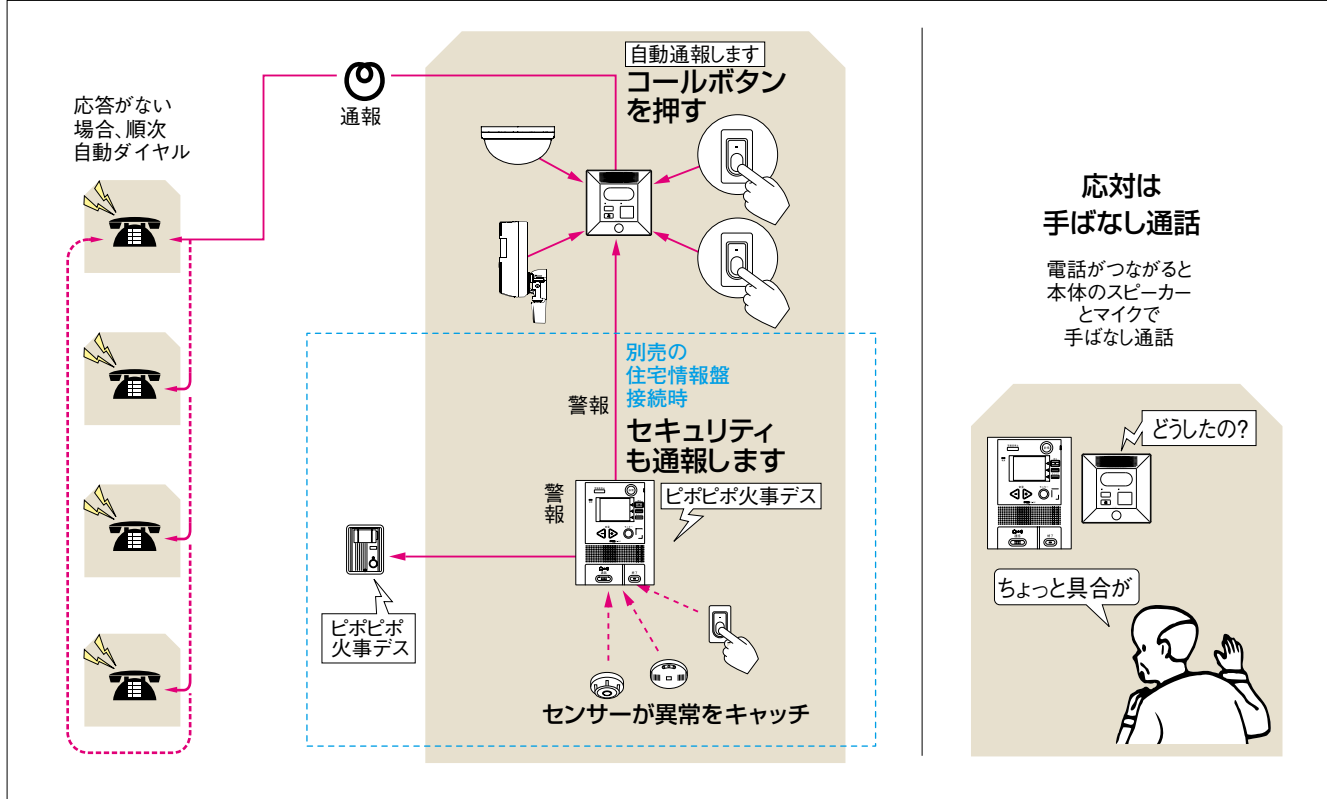 応答がない
場合、順次
自動ダイヤル
通報
自動通報します
コールボタン
を押す
別売の
住宅情報盤
接続時
警報
セキュリティ
も通報します
警報
ピポピポ火事デス
ピポピポ
火事デス
センサーが異常をキャッチ
応対は
手ばなし通話
電話がつながると
本体のスピーカー
とマイクで
手ばなし通話
どうしたの?
ちょっと具合が